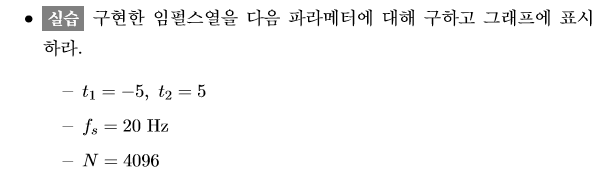 • 실습 구현한 임펄스열을 다음 파라메터에 대해 구하고 그래프에 표시
하라.
– t₁ = −5, t₂ = 5
– fₛ = 20 Hz
– N = 4096